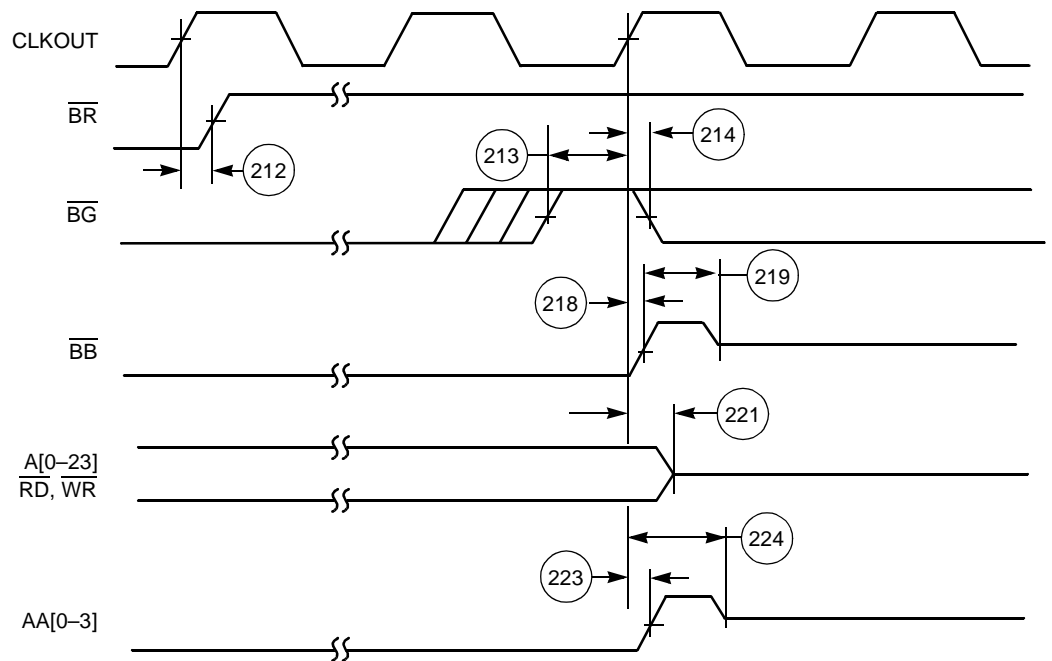 CLKOUT
BR
212
213
214
BG
218
219
BB
221
A[0–23]
RD, WR
224
223
AA[0–3]